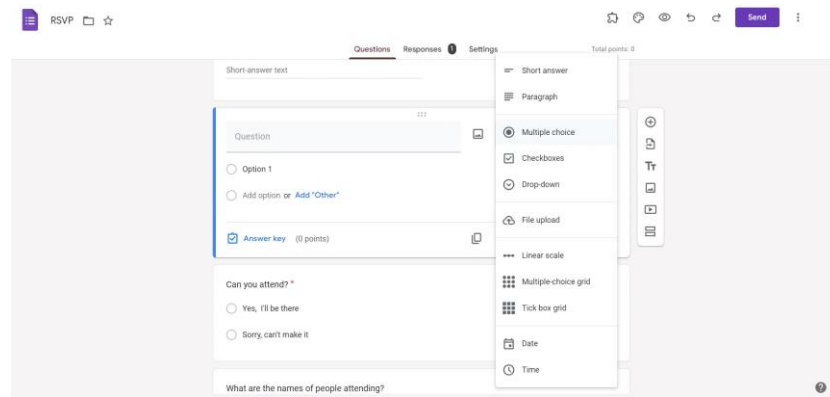 RSVP
Send
Questions Responses 1 Settings
Total points: 0
Short-answer text
Question
Option 1
Add option or Add "Other"
Answer key (0 points)
Short answer
Paragraph
Multiple choice
Checkboxes
Drop-down
File upload
Linear scale
Multiple-choice grid
Tick box grid
Date
Time
Tт
Can you attend? *
Yes, I'll be there
Sorry, can't make it
What are the names of people attending?